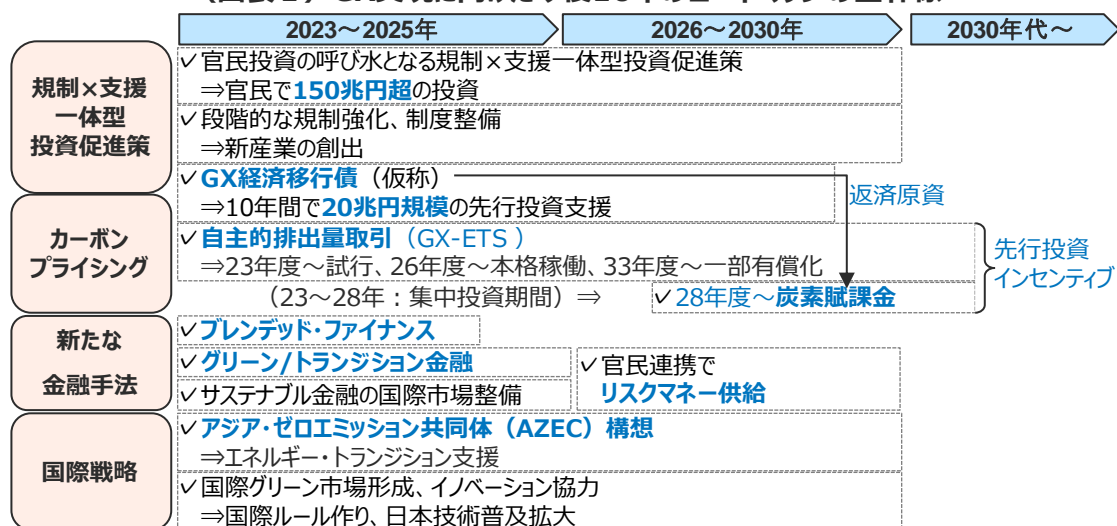 2023～2025年
2026～2030年
2030年代～
規制×支援
一体型
投資促進策
✓官民投資の呼び水となる規制×支援一体型投資促進策
⇒官民で150兆円超の投資
✓段階的な規制強化、制度整備
⇒新産業の創出
✓GX経済移行債（仮称）
⇒10年間で20兆円規模の先行投資支援
返済原資
カーボン
プライシング
✓自主的排出量取引（GX-ETS ）
⇒23年度～試行、26年度～本格稼働、33年度～一部有償化
（23～28年：集中投資期間）⇒
✓28年度～炭素賦課金
先行投資
インセンティブ
新たな
金融手法
✓ブレンデッド・ファイナンス
✓グリーン/トランジション金融
✓サステナブル金融の国際市場整備
✓官民連携で
リスクマネー供給
国際戦略
✓アジア・ゼロエミッション共同体（AZEC）構想
⇒エネルギー・トランジション支援
✓国際グリーン市場形成、イノベーション協力
⇒国際ルール作り、日本技術普及拡大